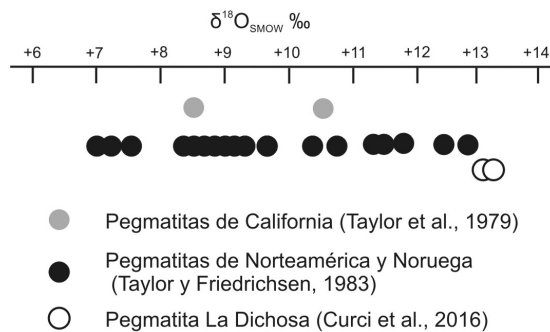 δ18OSMOW ‰
+6 +7 +8 +9 +10 +11 +12 +13 +14
Pegmatitas de California (Taylor et al., 1979)
Pegmatitas de Norteamérica y Noruega
(Taylor y Friedrichsen, 1983)
Pegmatita La Dichosa (Curci et al., 2016)